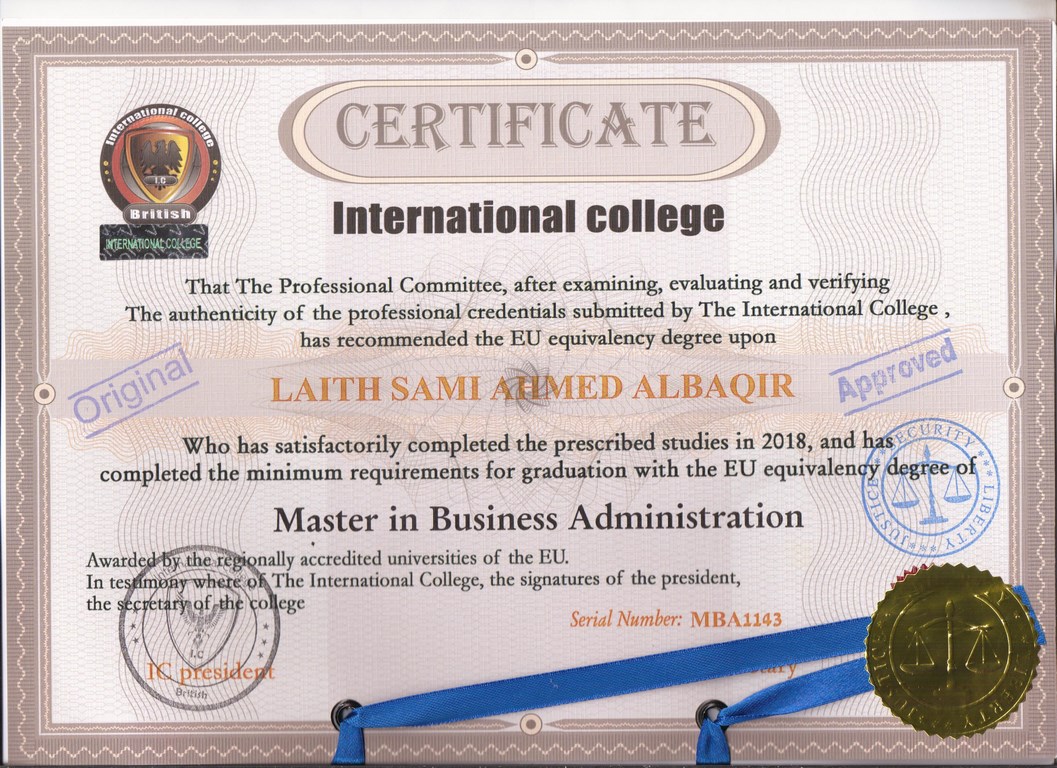 CERTIFICATE
International college
I.C
British
INTERNATIONAL COLLEGE
International college
That The Professional Committee, after examining, evaluating and verifying
The authenticity of the professional credentials submitted by The International College ,
has recommended the EU equivalency degree upon
Original
LAITH SAMI AHMED ALBAQIR
Approved
Who has satisfactorily completed the prescribed studies in 2018, and has
completed the minimum requirements for graduation with the EU equivalency degree of
SECURITY
LIBERTY
JUSTICE
Master in Business Administration
Awarded by the regionally accredited universities of the EU.
In testimony where of The International College, the signatures of the president,
the secretary of the college
Serial Number: MBA1143
I.C
British
IC president
LIBERTY